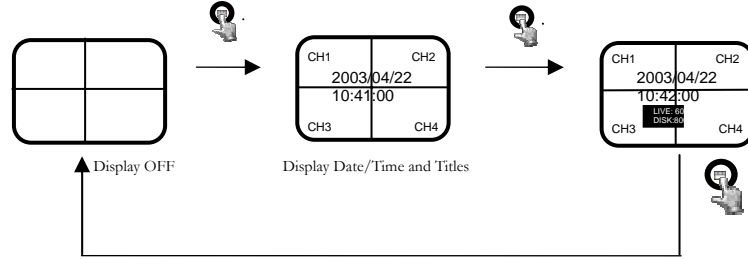 CH1 CH2
2003/04/22
10:41:00
CH3 CH4
CH1 CH2
2003/04/22
10:42:00
LIVE: 60
DISK:80
CH3 CH4
Display OFF
Display Date/Time and Titles